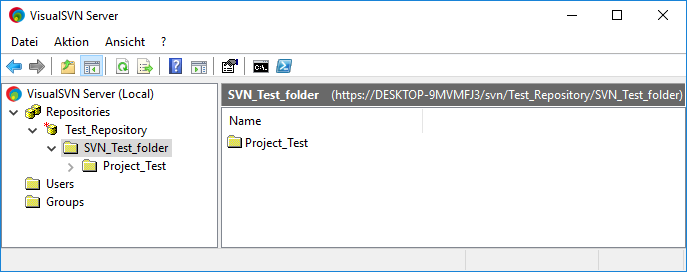 VisualSVN Server
Datei Aktion Ansicht ?
VisualSVN Server (Local)
Repositories
Test_Repository
SVN_Test_folder
Project_Test
Users
Groups
SVN_Test_folder (https://DESKTOP-9MVMFJ3/svn/Test_Repository/SVN_Test_folder)
Name
Project_Test